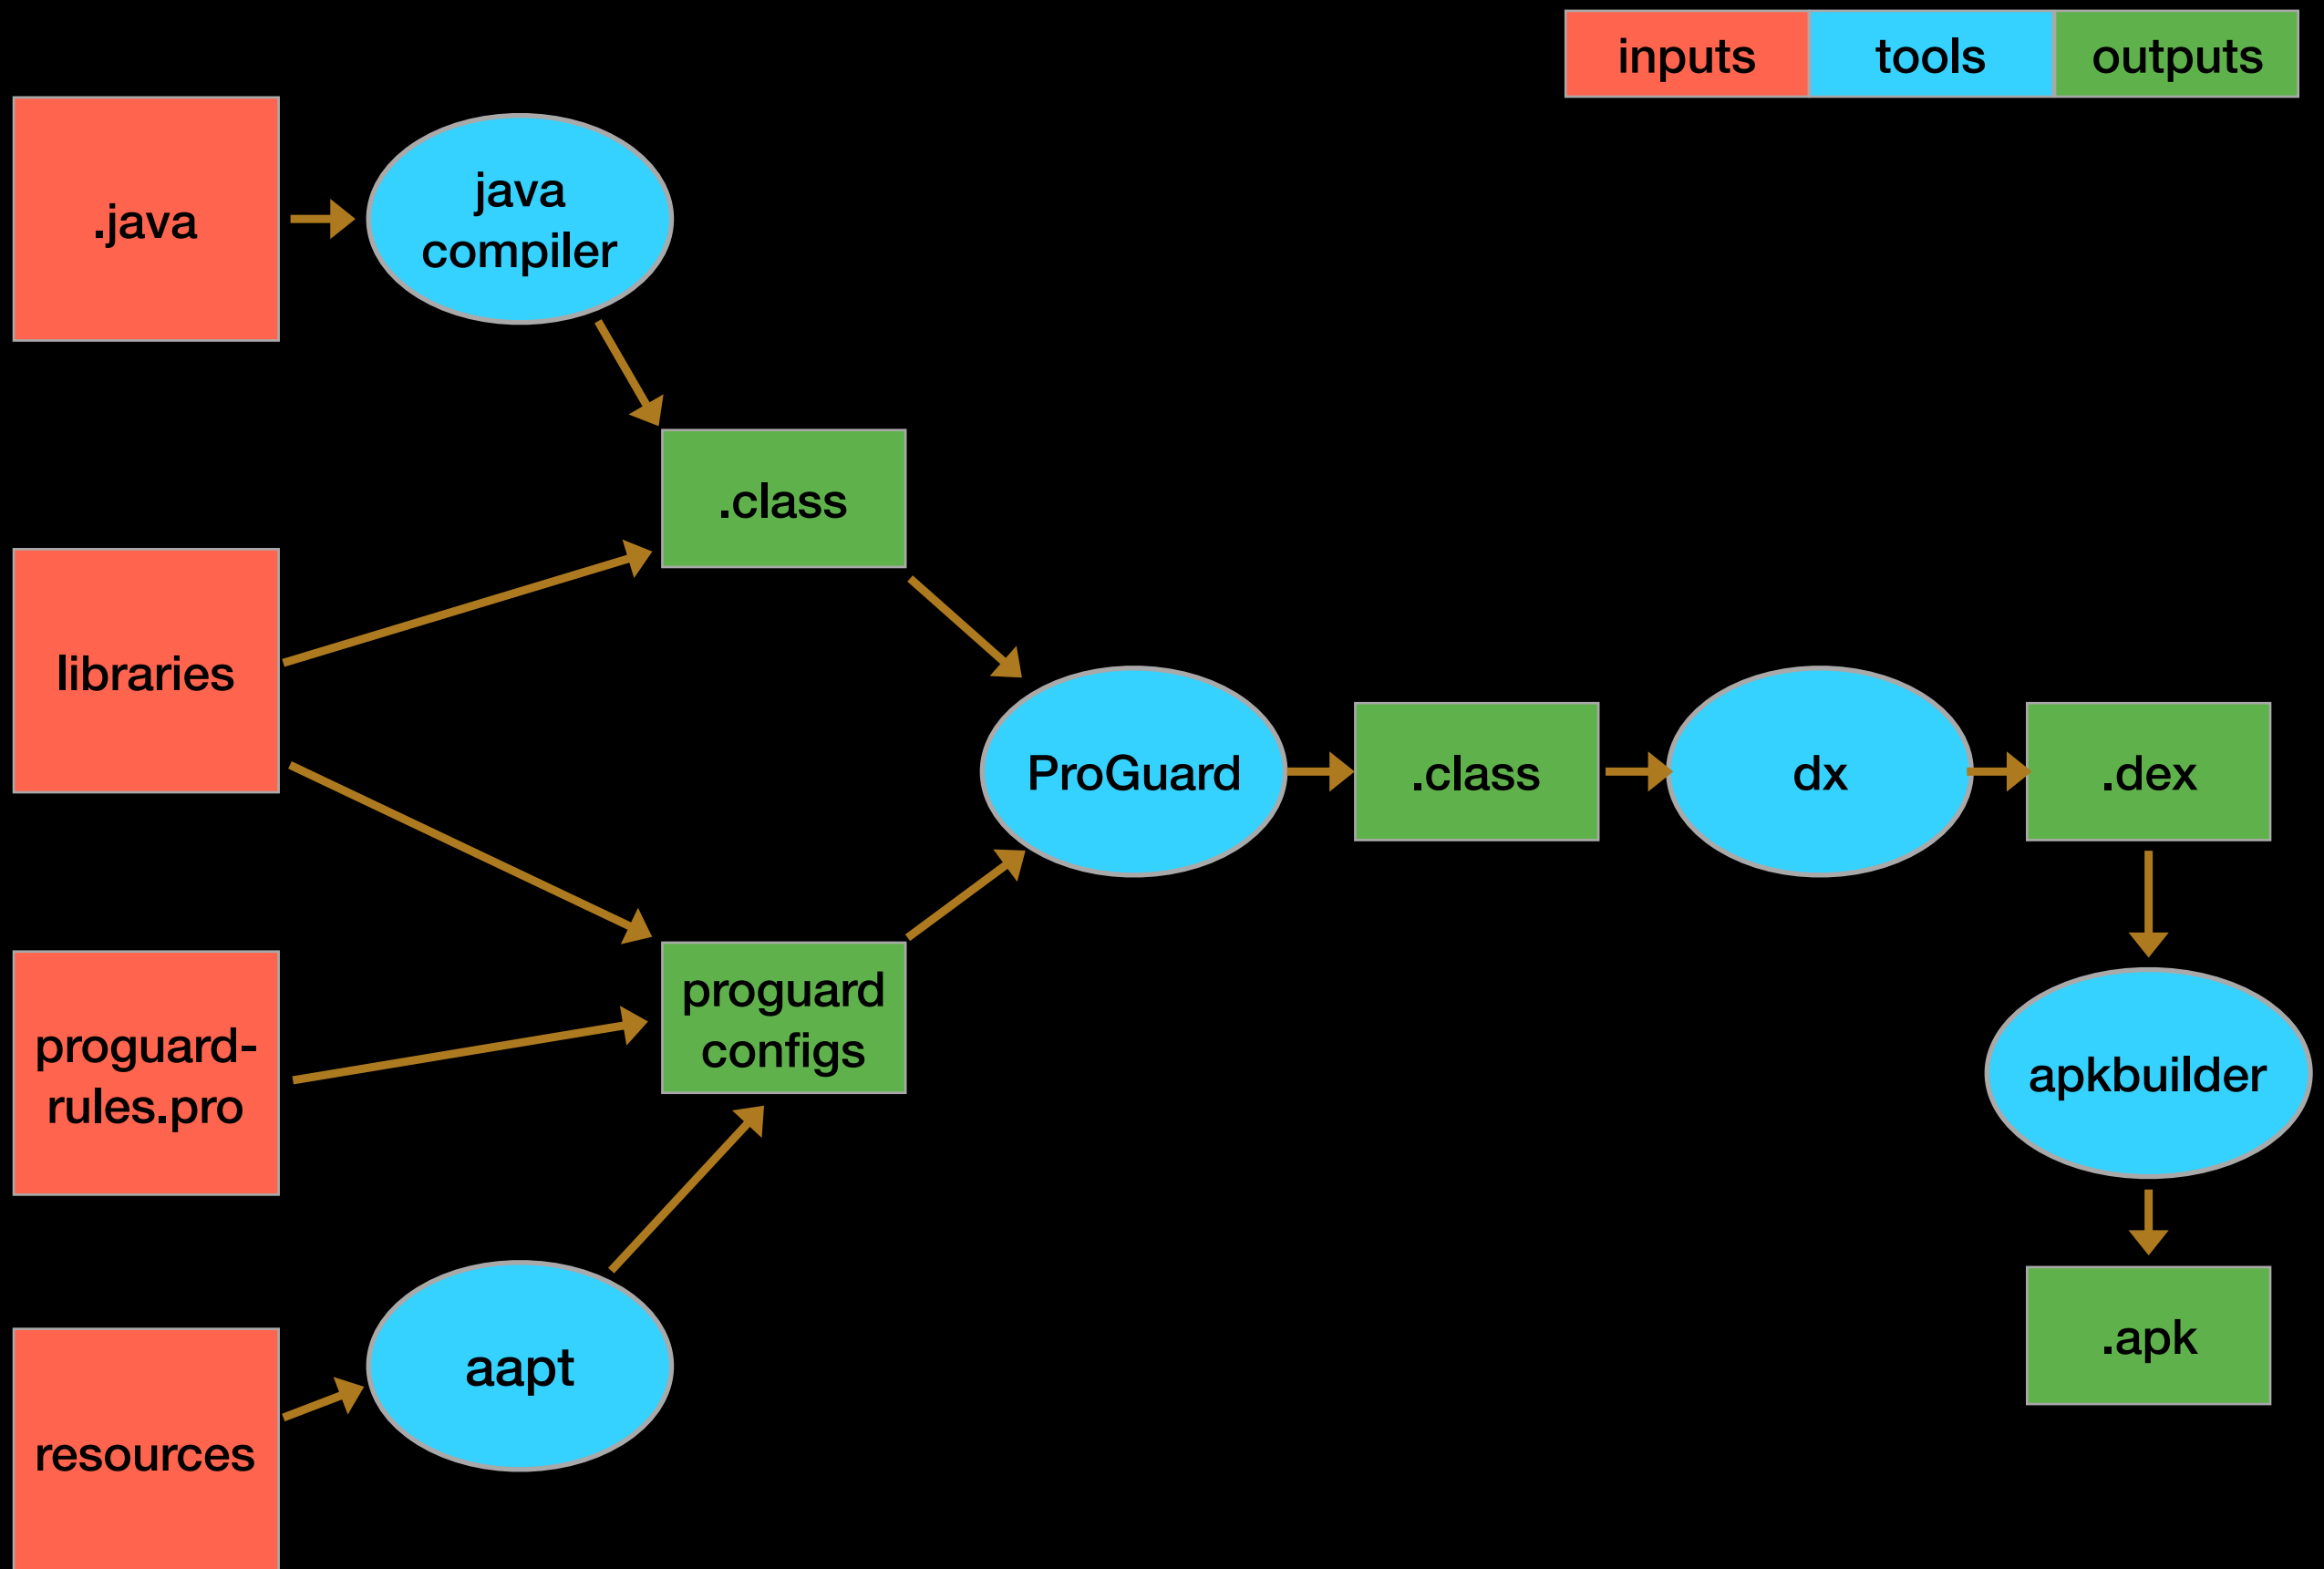 inputs
tools
outputs
.java
java
compiler
.class
libraries
ProGuard
.class
dx
.dex
proguard-
rules.pro
proguard
configs
apkbuilder
aapt
.apk
resources